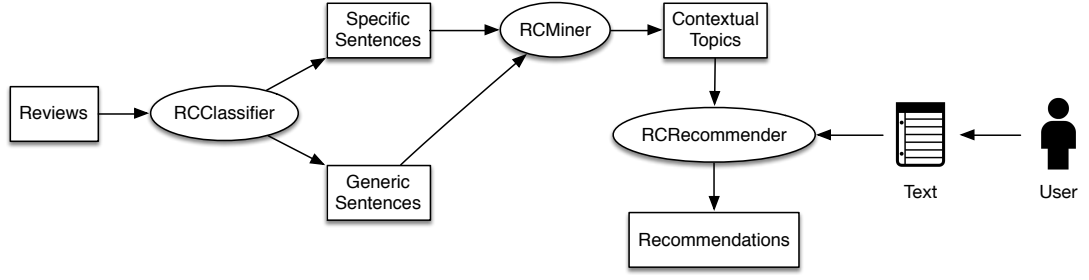 Specific
Sentences
RCMiner
Contextual
Topics
Reviews
RCClassifier
RCRecommender
Generic
Sentences
Text
User
Recommendations